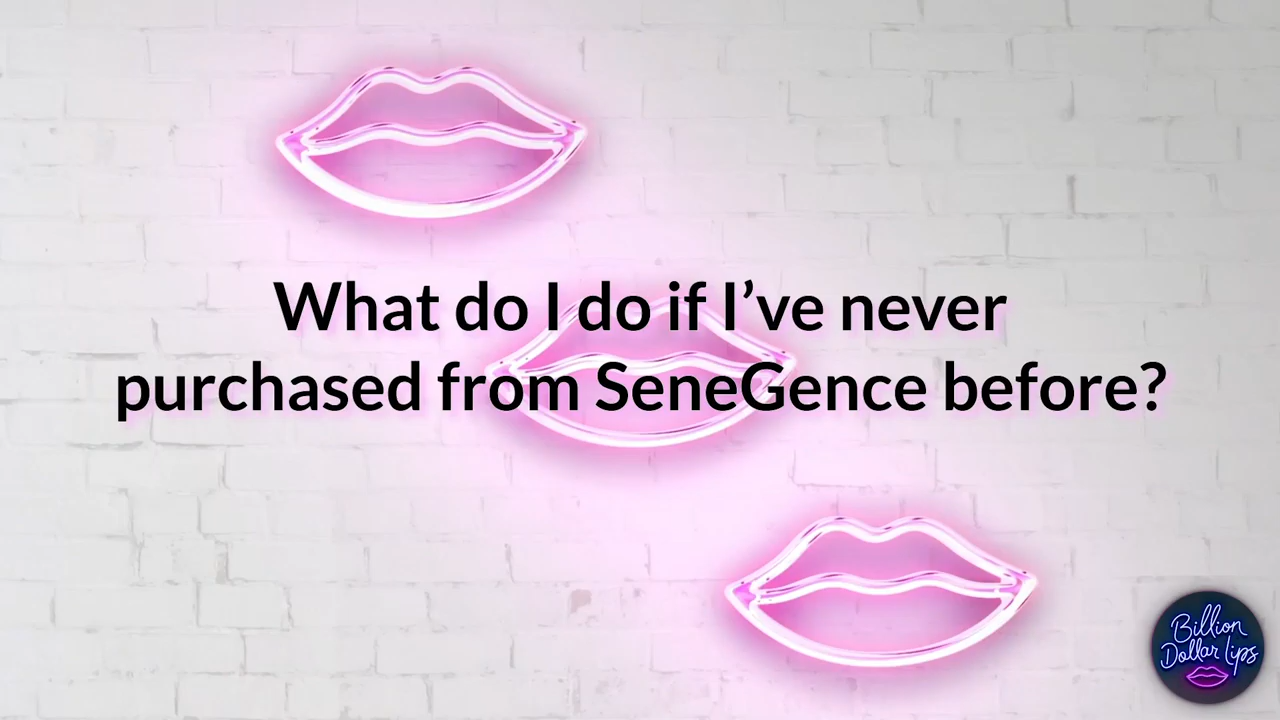 What do I do if I’ve never
purchased from SeneGence before?
Billion
Dollar Lips